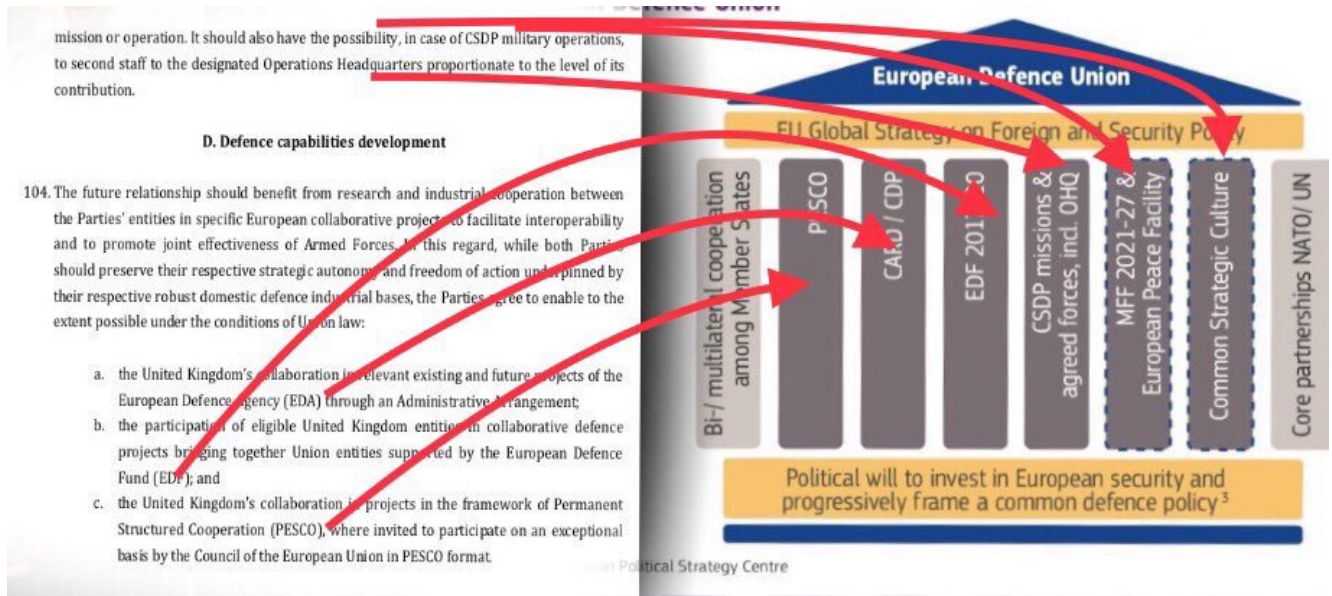 mission or operation. It should also have the possibility, in case of CSDP military operations,
to second staff to the designated Operations Headquarters proportionate to the level of its
contribution.
D. Defence capabilities development
104. The future relationship should benefit from research and industrial cooperation between
the Parties' entities in specific European collaborative projects to facilitate interoperability
and to promote joint effectiveness of Armed Forces. In this regard, while both Parties
should preserve their respective strategic autonomy and freedom of action underpinned by
their respective robust domestic defence industrial bases, the Parties agree to enable to the
extent possible under the conditions of Union law:
a. the United Kingdom's collaboration in relevant existing and future projects of the
European Defence Agency (EDA) through an Administrative Arrangement;
b. the participation of eligible United Kingdom entities in collaborative defence
projects bringing together Union entities supported by the European Defence
Fund (EDF); and
c. the United Kingdom's collaboration in projects in the framework of Permanent
Structured Cooperation (PESCO), where invited to participate on an exceptional
basis by the Council of the European Union in PESCO format.
Defence Union
European Defence Union
EU Global Strategy on Foreign and Security Policy
Bi-/ multilateral cooperation
among Member States
PESCO
CARD / CDP
EDF 201
CSDP missions &
agreed forces, incl. OHQ
MFF 2021-27 &
European Peace Facility
Common Strategic Culture
Core partnerships NATO/ UN
Political will to invest in European security and
progressively frame a common defence policy ³
Political Strategy Centre